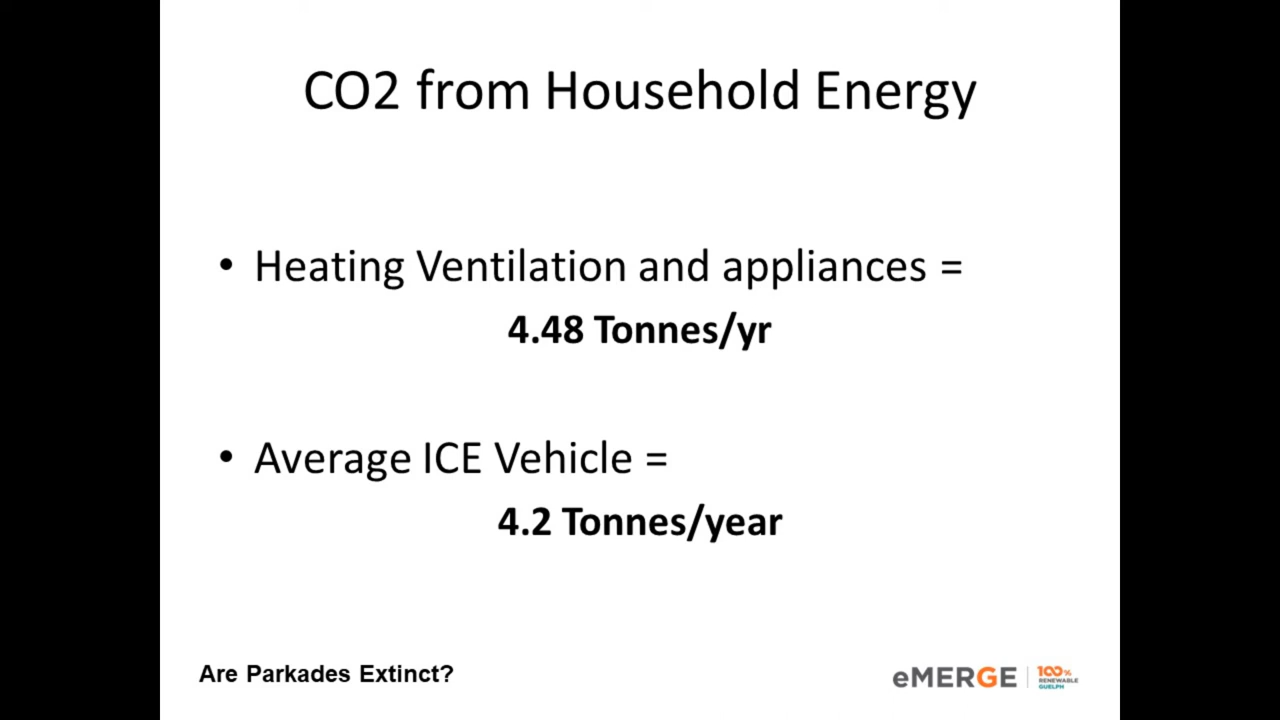 CO2 from Household Energy
• Heating Ventilation and appliances =
4.48 Tonnes/yr
• Average ICE Vehicle =
4.2 Tonnes/year
Are Parkades Extinct?
eMERGE
100%
RENEWABLE
GUELPH